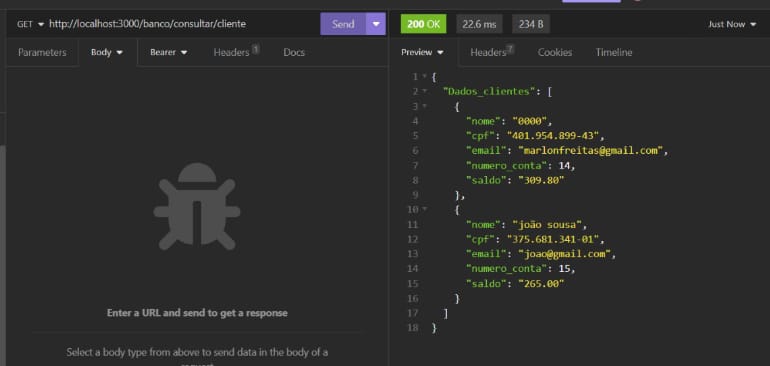 GET http://localhost:3000/banco/consultar/cliente Send
200 OK 22.6 ms 234 B Just Now
Parameters Body Bearer Headers 1 Docs
Preview Headers 7 Cookies Timeline
1 {
2 "Dados_clientes": [
3 {
4 "nome": "0000",
5 "cpf": "401.954.899-43",
6 "email": "marlonfreitas@gmail.com",
7 "numero_conta": 14,
8 "saldo": "309.80"
9 },
10 {
11 "nome": "joão sousa",
12 "cpf": "375.681.341-01",
13 "email": "joao@gmail.com",
14 "numero_conta": 15,
15 "saldo": "265.00"
16 }
17 ]
18 }
Enter a URL and send to get a response
Select a body type from above to send data in the body of a